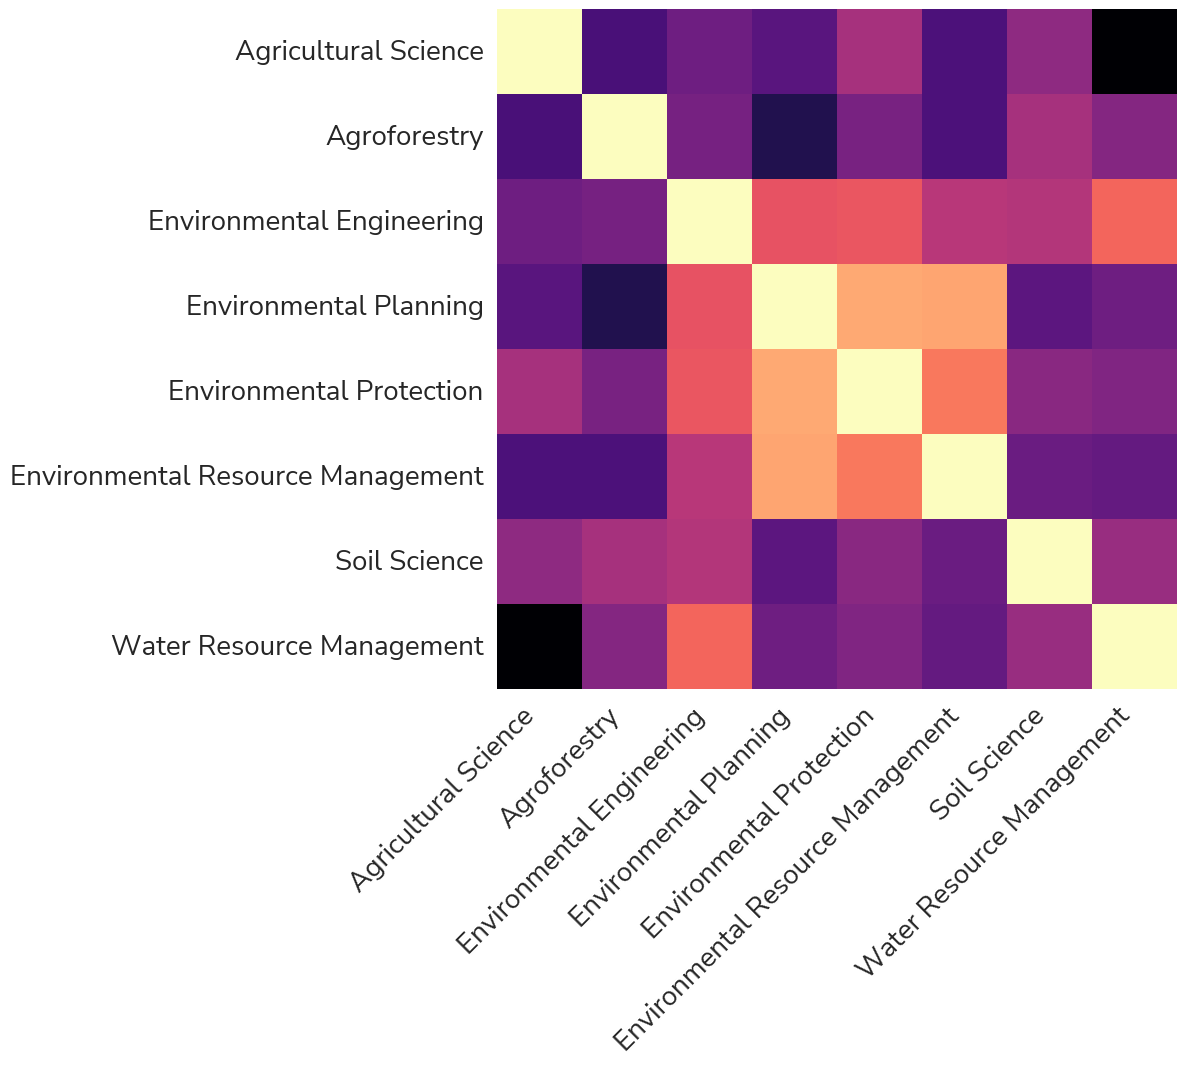 Agricultural Science
Agroforestry
Environmental Engineering
Environmental Planning
Environmental Protection
Environmental Resource Management
Soil Science
Water Resource Management
Agricultural Science
Agroforestry
Environmental Engineering
Environmental Planning
Environmental Protection
Environmental Resource Management
Soil Science
Water Resource Management